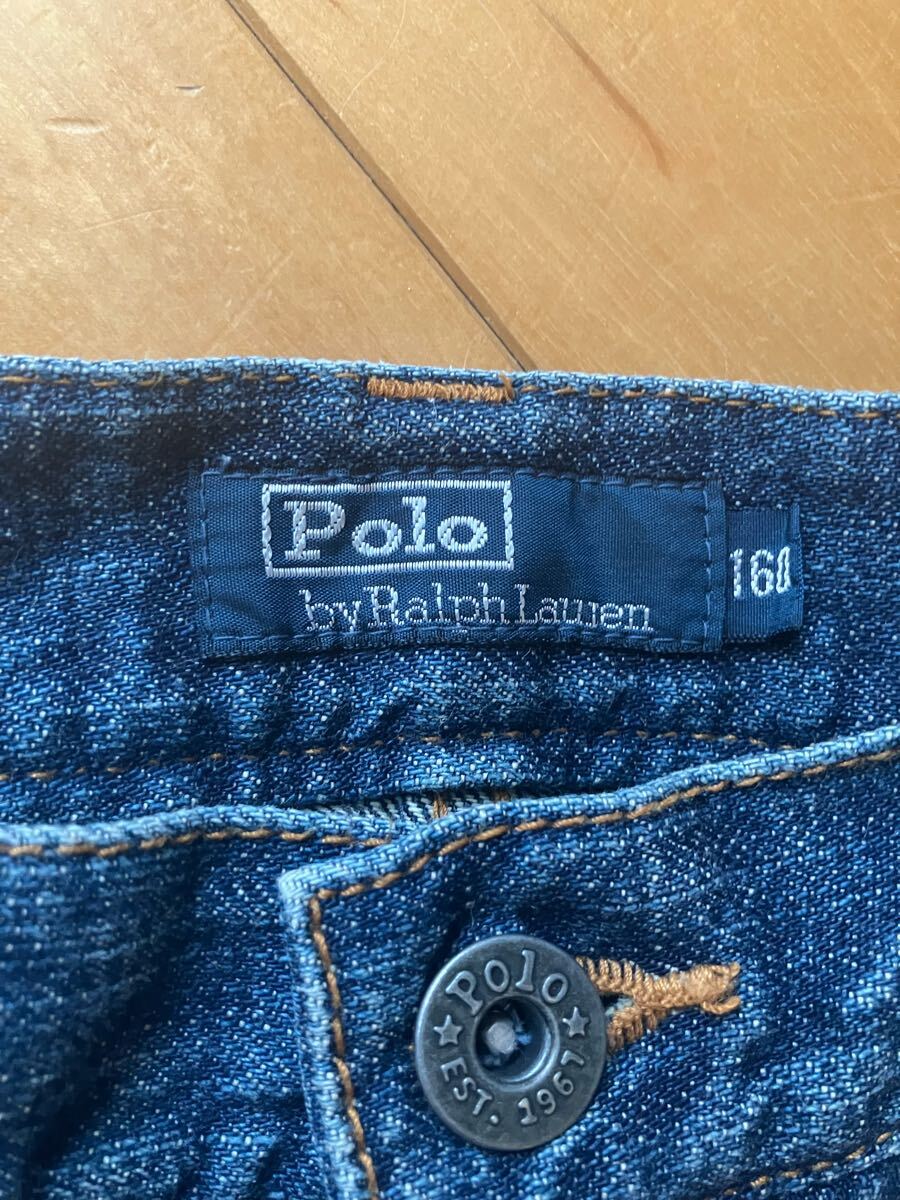 Polo
by Ralph Lauren
160
Polo
EST. 1967